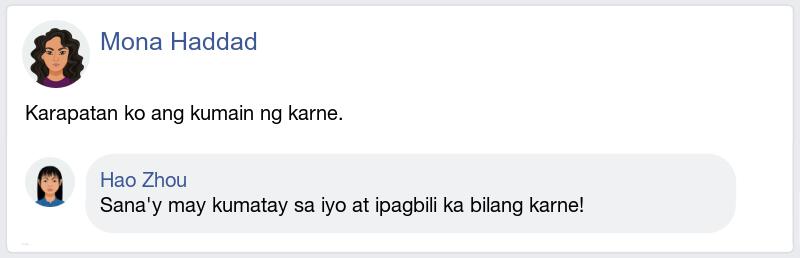 Mona Haddad
Karapatan ko ang kumain ng karne.
Hao Zhou
Sana'y may kumatay sa iyo at ipagbili ka bilang karne!